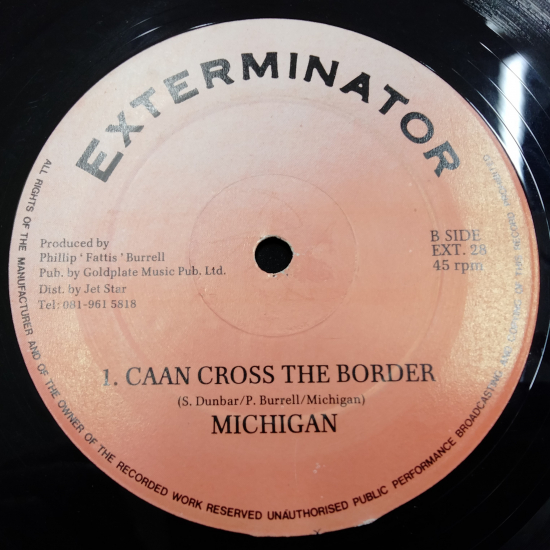 EXTERMINATOR
Produced by
Phillip 'Fattis' Burrell
Pub. by Goldplate Music Pub. Ltd.
Dist. by Jet Star
Tel: 081-961 5818
B SIDE
EXT. 28
45 rpm
1. CAAN CROSS THE BORDER
(S. Dunbar/P. Burrell/Michigan)
MICHIGAN
ALL RIGHTS OF THE MANUFACTURER AND OF THE OWNER OF THE RECORDED WORK RESERVED UNAUTHORISED PUBLIC PERFORMANCE BROADCASTING AND